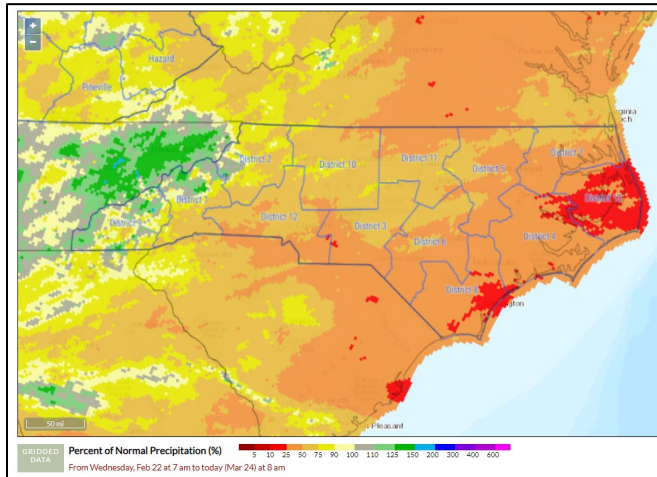 +
-
Hazard
Pineville
District 2
District 10
District 11
District 5
District 7
District 1
District 9
District 12
District 3
District 6
District 4
District 8
Pleasant
50 mi
GRIDDED
DATA
Percent of Normal Precipitation (%)
5 10 25 50 75 90 100 110 125 150 200 300 400 600
From Wednesday, Feb 22 at 7 am to today (Mar 24) at 8 am